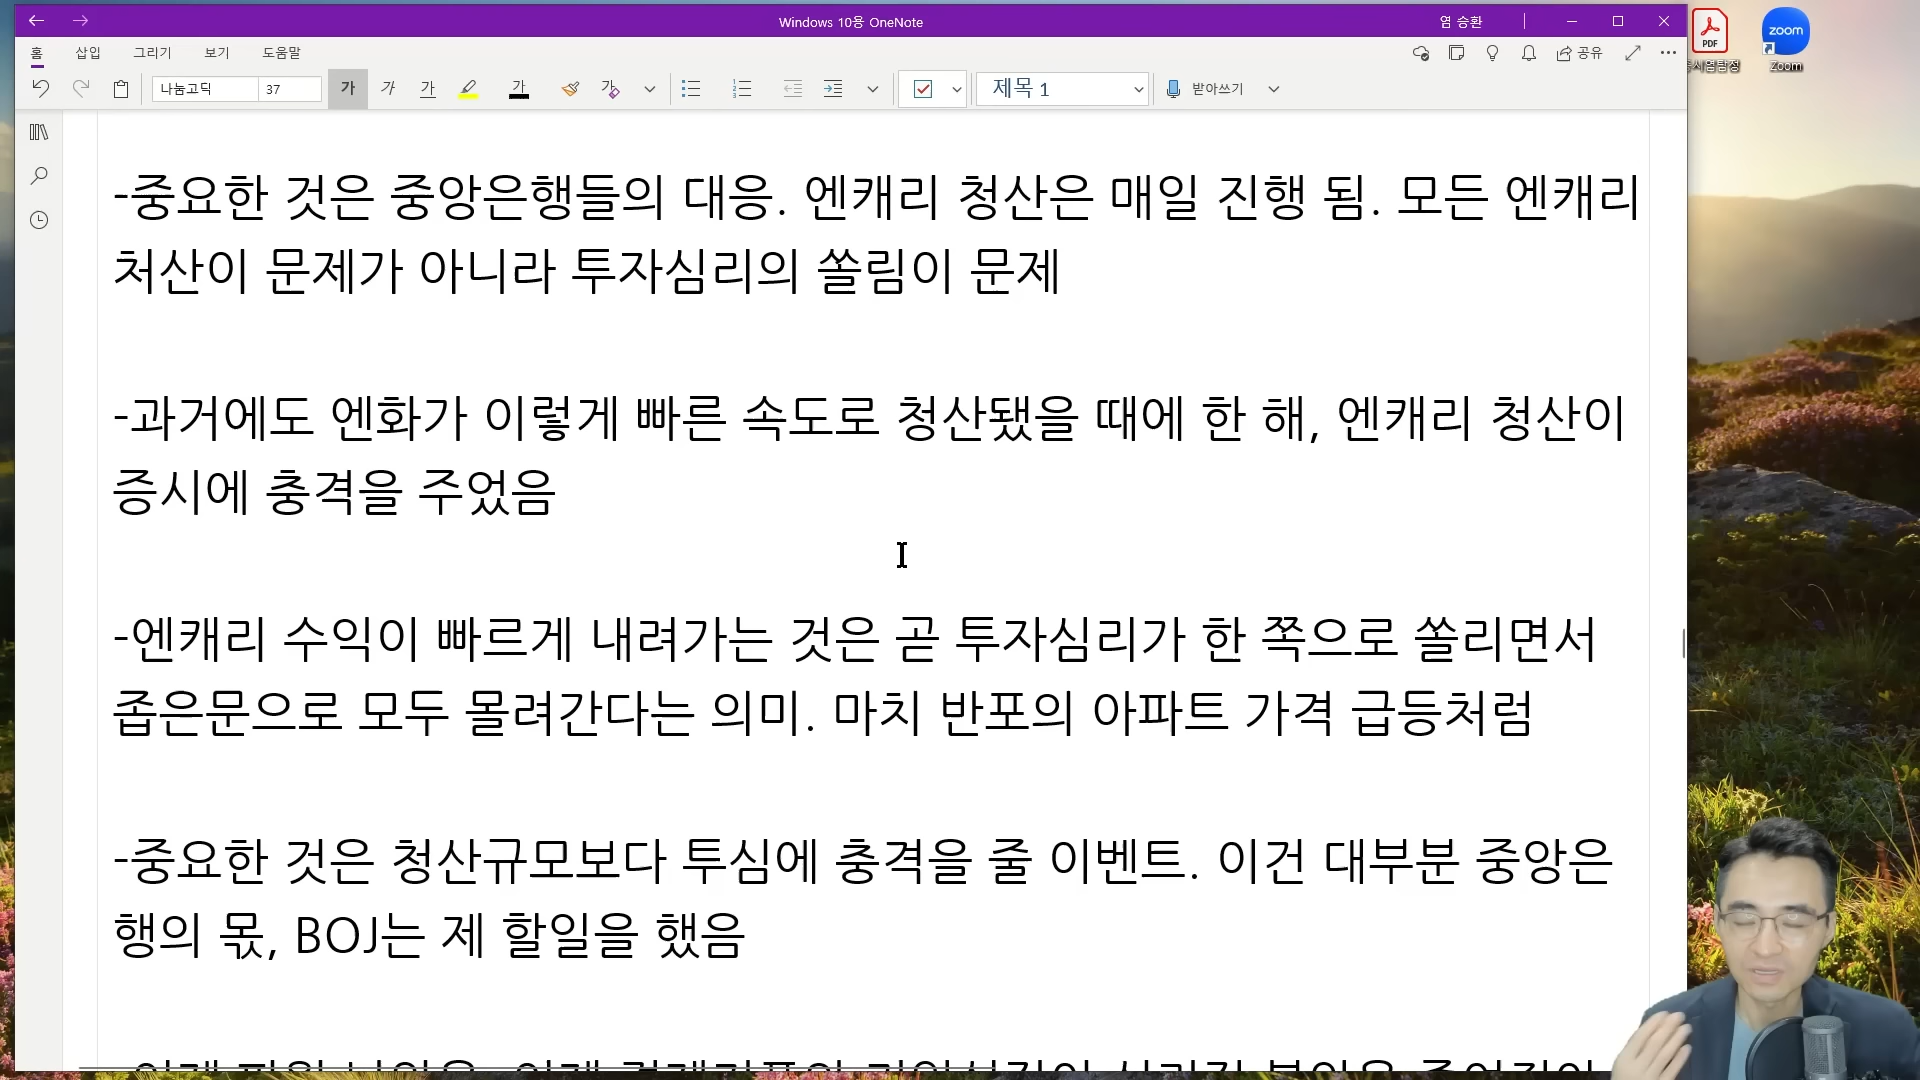 Windows 10용 OneNote
염 승환
홈 삽입 그리기 보기 도움말
공유
나눔고딕 37 가 가 가 가 가
제목 1
받아쓰기
PDF
zoom
Zoom
-중요한 것은 중앙은행들의 대응. 엔캐리 청산은 매일 진행 됨. 모든 엔캐리
처산이 문제가 아니라 투자심리의 쏠림이 문제
-과거에도 엔화가 이렇게 빠른 속도로 청산됐을 때에 한 해, 엔캐리 청산이
증시에 충격을 주었음
-엔캐리 수익이 빠르게 내려가는 것은 곧 투자심리가 한 쪽으로 쏠리면서
좁은문으로 모두 몰려간다는 의미. 마치 반포의 아파트 가격 급등처럼
-중요한 것은 청산규모보다 투심에 충격을 줄 이벤트. 이건 대부분 중앙은
행의 몫, BOJ는 제 할일을 했음